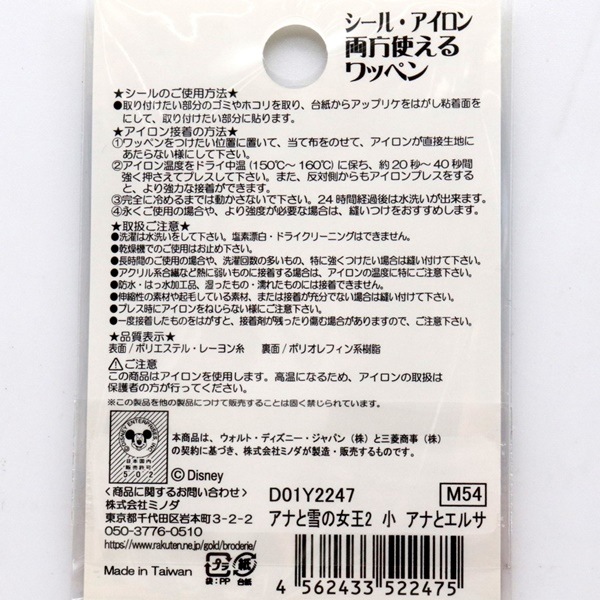 シール・アイロン
両方使える
ワッペン
★シールのご使用方法★
●取り付けたい部分のゴミやホコリを取り、台紙からアップリケをはがし粘着面を
にして、取り付けたい部分に貼ります。
★アイロン接着の方法★
①ワッペンをつけたい位置に置いて、当て布をのせて、アイロンが直接生地に
あたらない様にして下さい。
②アイロン温度をドライ中温(150℃〜160℃)に保ち、約20秒〜40秒間
強く押さえてプレスして下さい。また、反対側からもアイロンプレスをする
と、より強力な接着ができます。
③完全に冷めるまでは動かさないで下さい。24時間経過後は水洗いが出来ます。
④永くご使用の場合や、より強度が必要な場合は、縫いつけをおすすめします。
★取扱ご注意★
●洗濯は水洗いをして下さい。塩素漂白・ドライクリーニングはできません。
●乾燥機でのご使用はお止め下さい。
●長時間のご使用の場合や、洗濯回数の多いもの、特に強くつけたい場合は縫い付けて下さい。
●アクリル系合繊など熱に弱いものに接着する場合は、アイロンの温度に特にご注意下さい。
●防水・はっ水加工品、湿ったもの・濡れたものには接着できません。
●伸縮性の素材や起毛している素材、または接着が充分でない場合は縫い付けて下さい。
●プレス時にアイロンをねじらない様にご注意下さい。
●一度接着したものをはがすと、接着剤が残ったり傷む場合がありますので、ご注意下さい。
★品質表示★
表面/ポリエステル・レーヨン糸 裏面/ポリオレフィン系樹脂
⚠ご注意
この商品はアイロンを使用します。高温になるため、アイロンの取扱は
保護者の方が行ってください。
※この製品を他の製品につけて販売することは固く禁じられています。
日本国内
販売許可
502
本商品は、ウォルト・ディズニー・ジャパン(株)と三菱商事(株)
の契約に基づき、株式会社ミノダが製造・販売するものです。
©Disney
<商品に関するお問い合わせ>
株式会社ミノダ
東京都千代田区岩本町3-2-2
050-3776-0510
https://www.rakuten.ne.jp/gold/broderie/
Made in Taiwan
プラ
袋:PP
紙
台紙
D01Y2247
M54
アナと雪の女王2 小 アナとエルサ
4 562433 522475